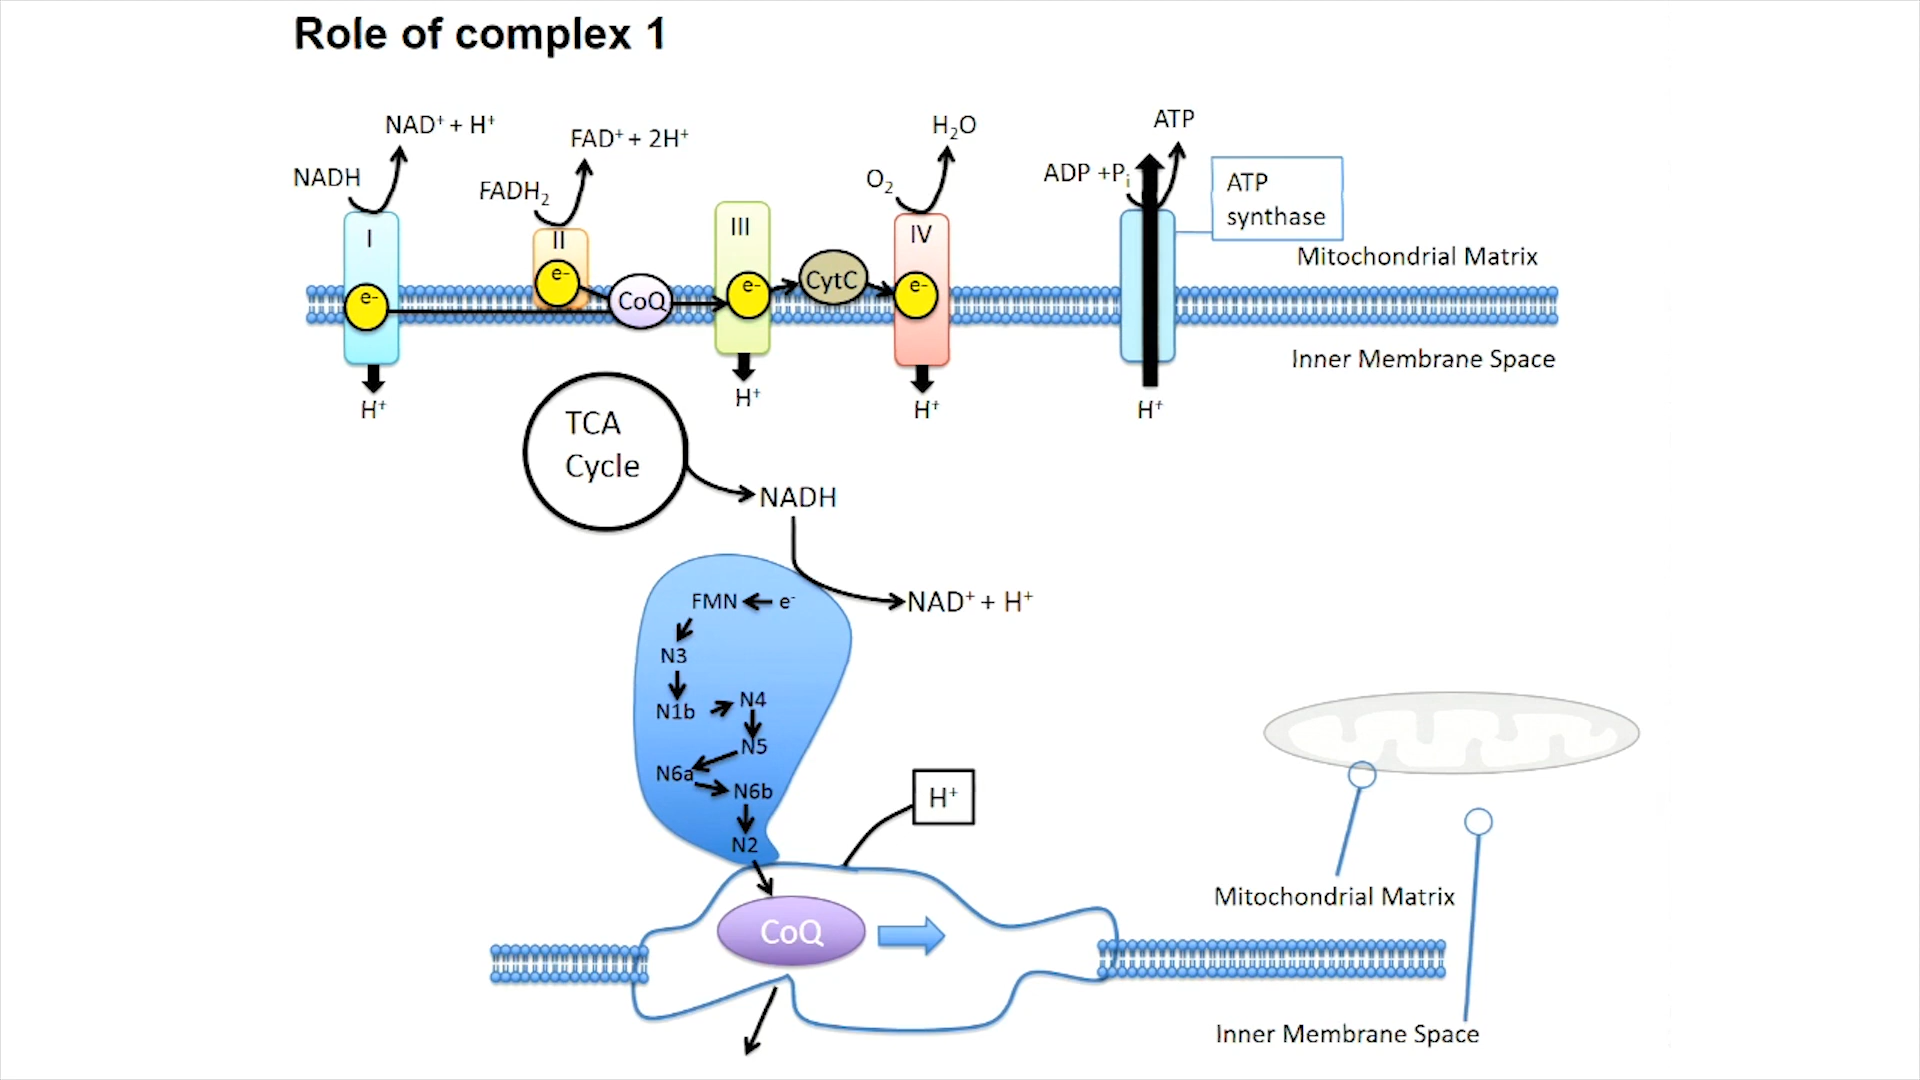 Role of complex 1
NAD⁺ + H⁺
NADH
FAD⁺ + 2H⁺
FADH₂
H₂O
O₂
ATP
ADP +Pᵢ
ATP
synthase
I
II
III
IV
e-
e-
CoQ
e-
CytC
e-
Mitochondrial Matrix
Inner Membrane Space
H⁺
H⁺
H⁺
H⁺
TCA
Cycle
NADH
NAD⁺ + H⁺
FMN
e⁻
N3
N1b
N4
N5
N6a
N6b
N2
H⁺
CoQ
Mitochondrial Matrix
Inner Membrane Space